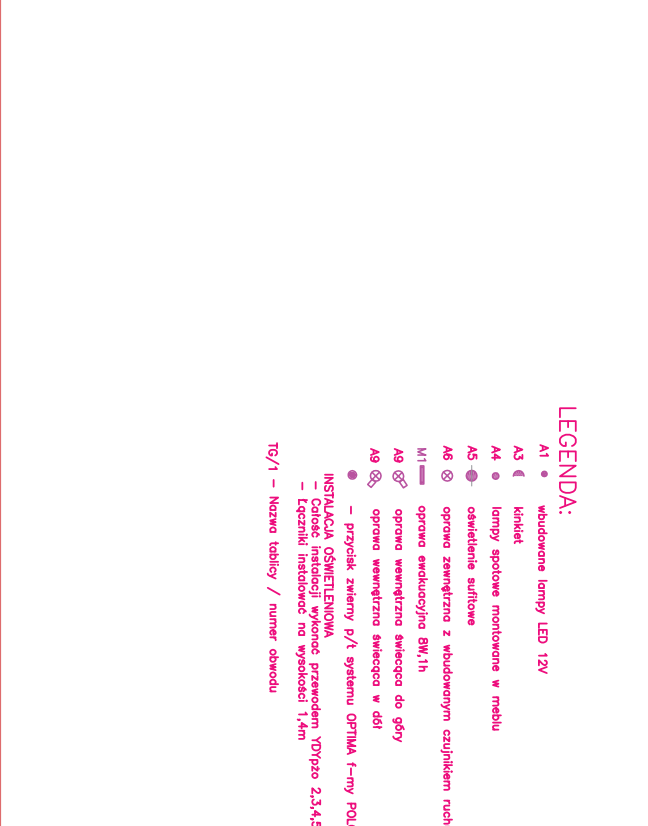 LEGENDA:
A1 wbudowane lampy LED 12V
A3 kinkiet
A4 lampy spotowe montowane w meblu
A5 oświetlenie sufitowe
A6 oprawa zewnętrzna z wbudowanym czujnikiem ruch
M1 oprawa ewakuacyjna 8W,1h
A9 oprawa wewnętrzna świecąca do góry
A9 oprawa wewnętrzna świecąca w dół
– przycisk zwierny p/t systemu OPTIMA f-my POL
INSTALACJA OŚWIETLENIOWA
– Całość instalacji wykonać przewodem YDYpżo 2,3,4,5
– Łączniki instalować na wysokości 1,4m
TG/1 – Nazwa tablicy / numer obwodu